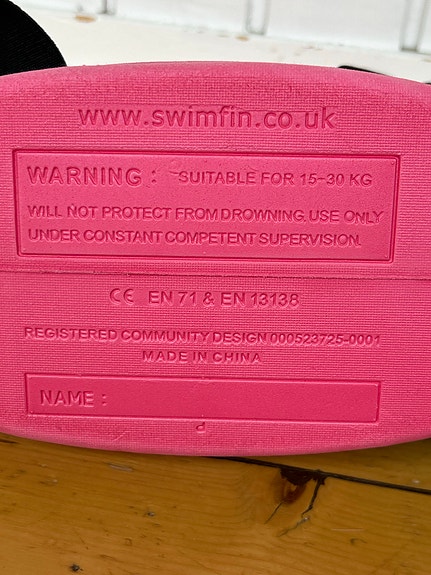 www.swimfin.co.uk
WARNING : SUITABLE FOR 15-30 KG
WILL NOT PROTECT FROM DROWNING. USE ONLY
UNDER CONSTANT COMPETENT SUPERVISION.
CE EN 71 & EN 13138
REGISTERED COMMUNITY DESIGN 000523725-0001
MADE IN CHINA
NAME :